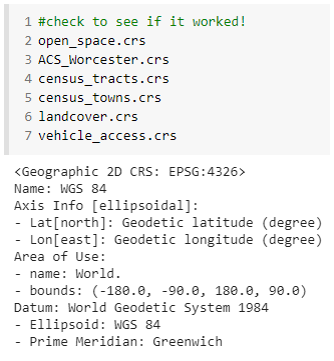 1 #check to see if it worked!
2 open_space.crs
3 ACS_Worcester.crs
4 census_tracts.crs
5 census_towns.crs
6 landcover.crs
7 vehicle_access.crs
<Geographic 2D CRS: EPSG:4326>
Name: WGS 84
Axis Info [ellipsoidal]:
- Lat[north]: Geodetic latitude (degree)
- Lon[east]: Geodetic longitude (degree)
Area of Use:
- name: World.
- bounds: (-180.0, -90.0, 180.0, 90.0)
Datum: World Geodetic System 1984
- Ellipsoid: WGS 84
- Prime Meridian: Greenwich